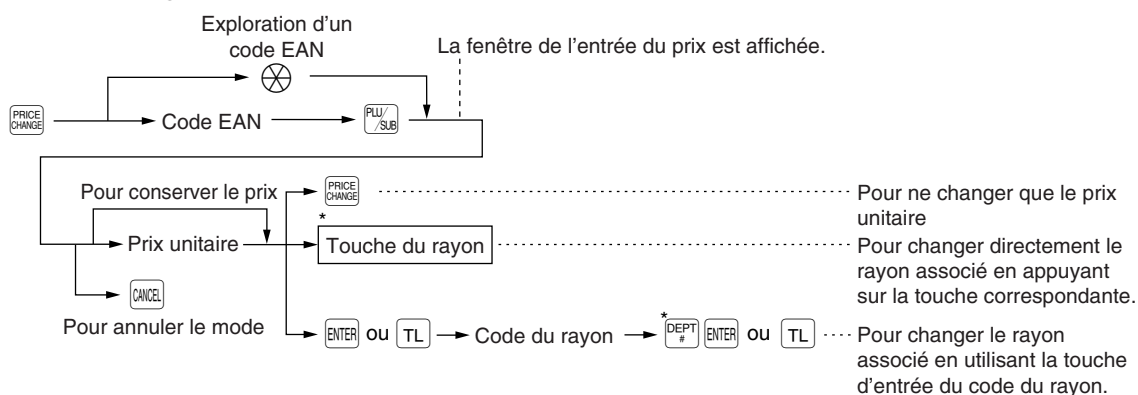 Exploration d'un
code EAN
La fenêtre de l'entrée du prix est affichée.
PRICE CHANGE Code EAN PLU/SUB
Pour conserver le prix
PRICE CHANGE Pour ne changer que le prix
unitaire
*
Prix unitaire Touche du rayon Pour changer directement le
rayon associé en appuyant
sur la touche correspondante.
CANCEL
Pour annuler le mode
ENTER ou TL Code du rayon *DEPT # ENTER ou TL Pour changer le rayon
associé en utilisant la touche
d'entrée du code du rayon.